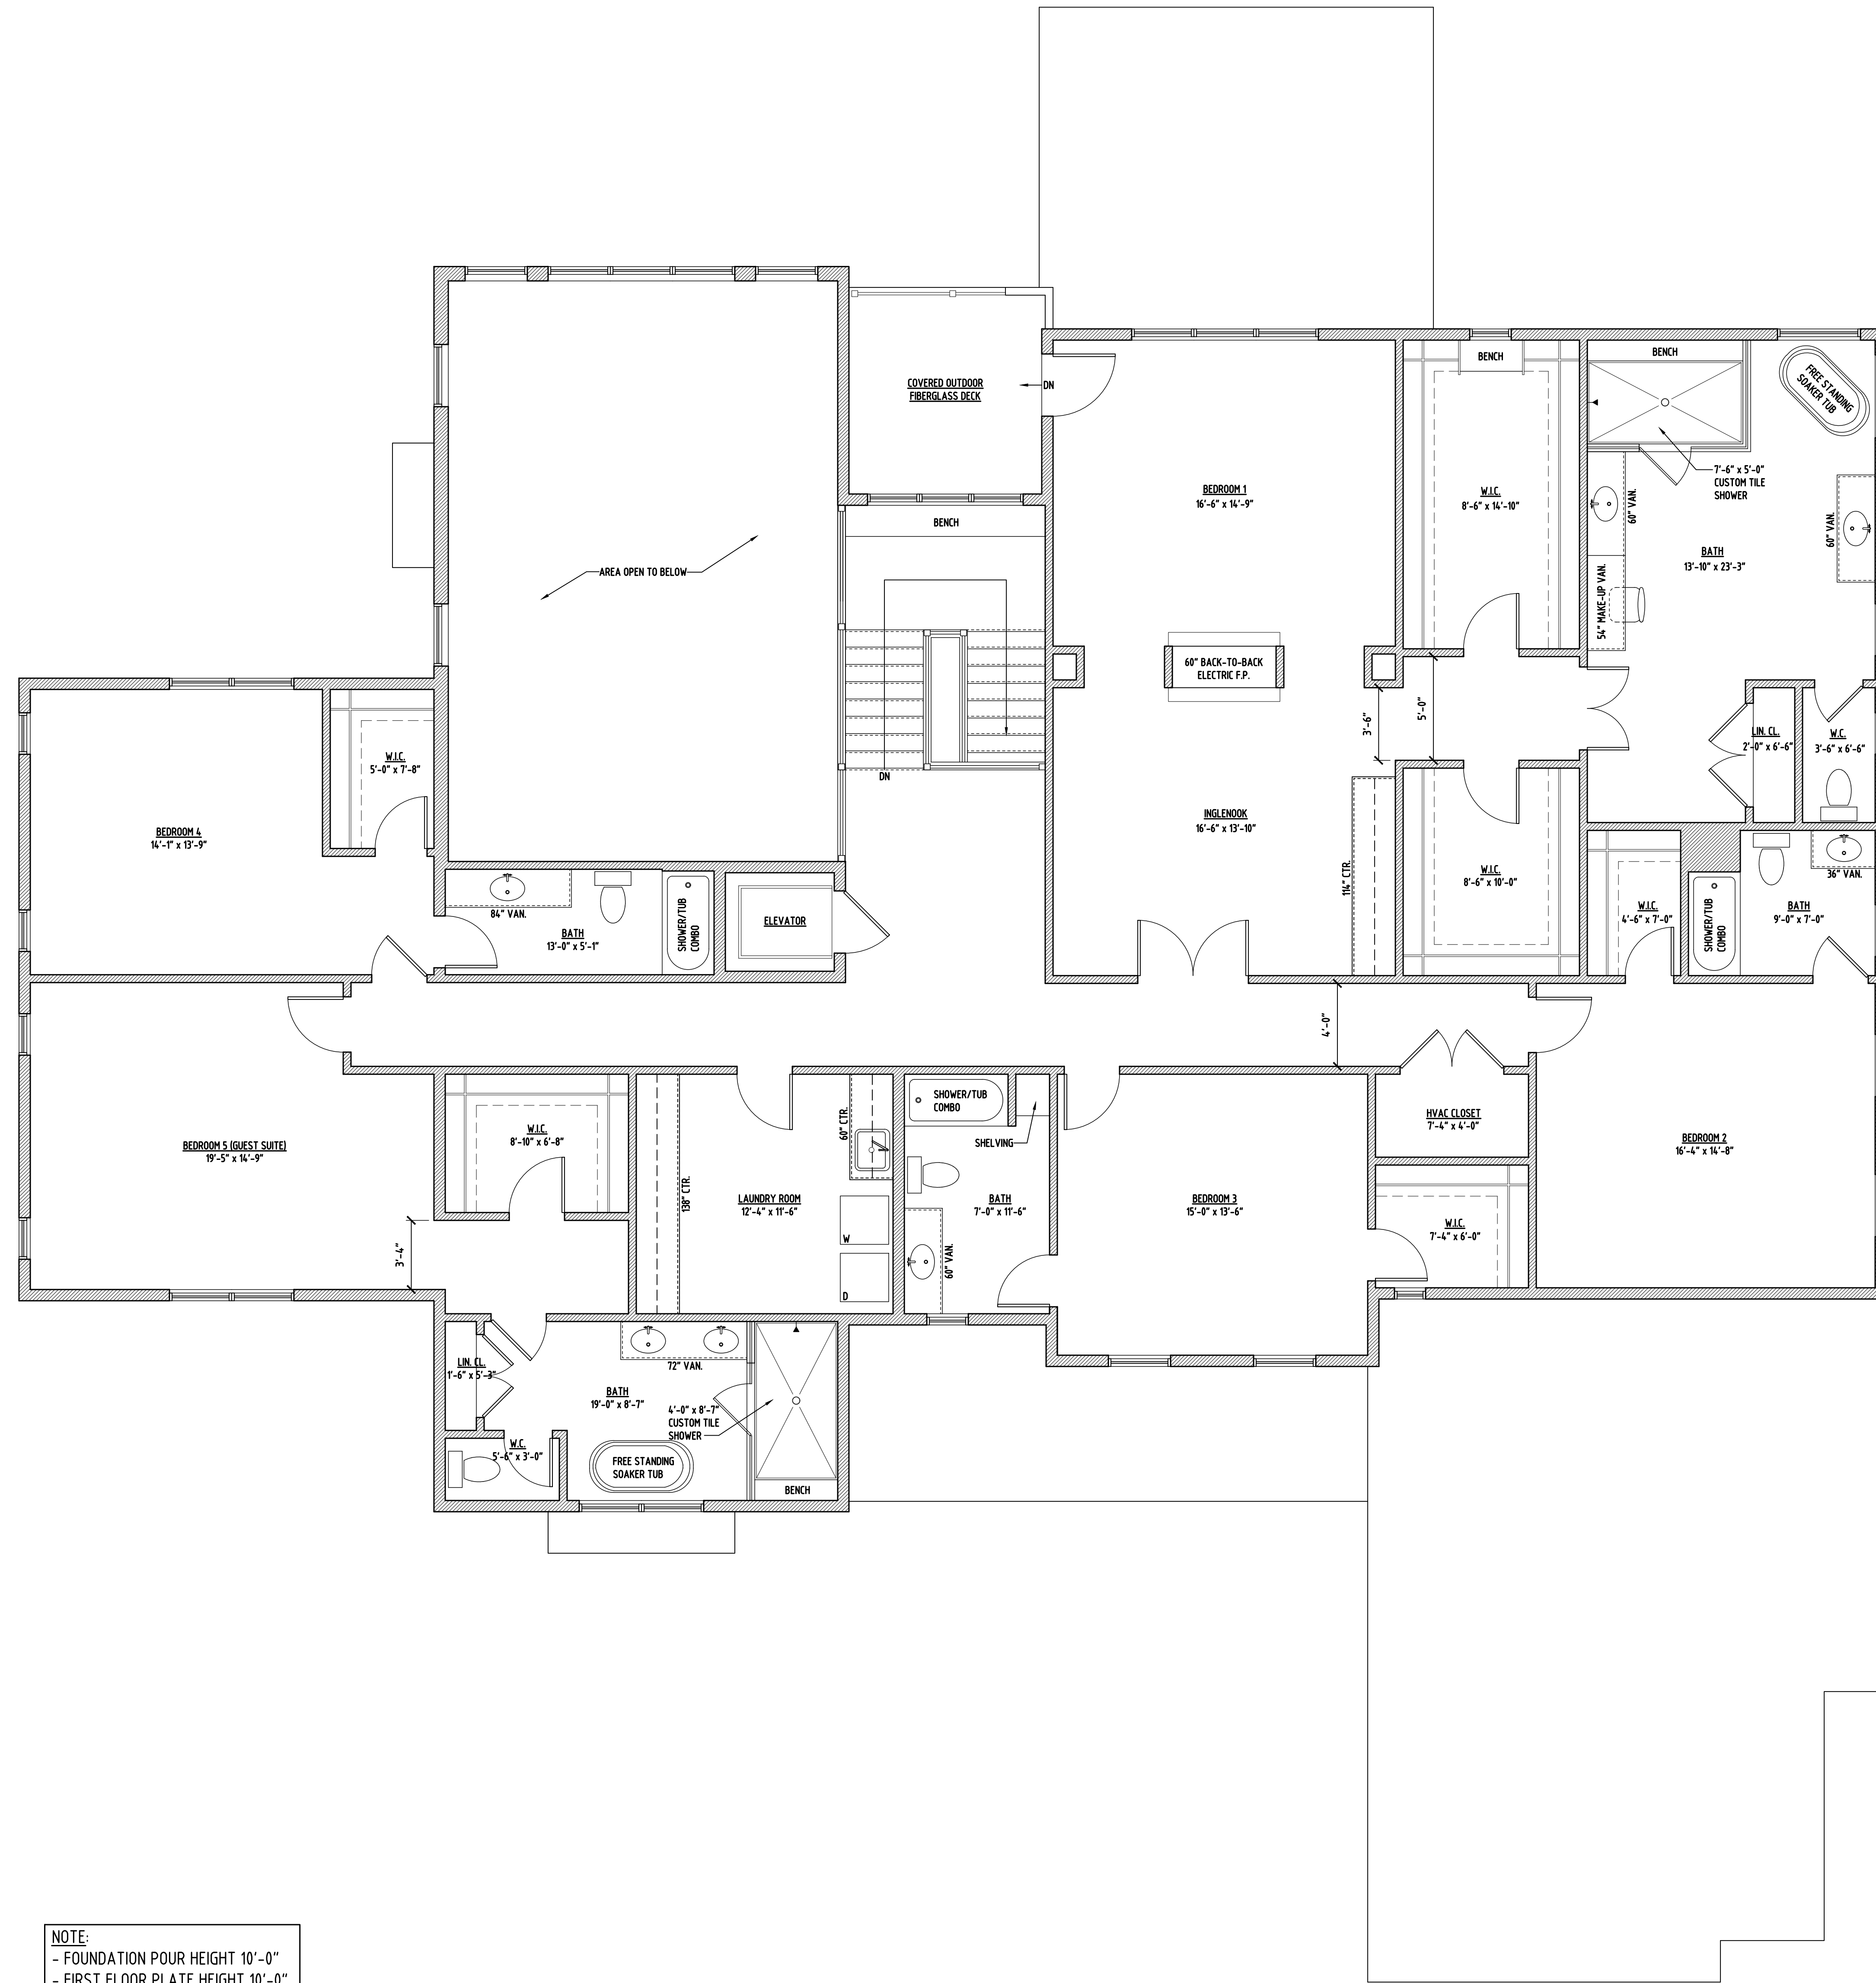 COVERED OUTDOOR
FIBERGLASS DECK
DN
BENCH
AREA OPEN TO BELOW
DN
BEDROOM 1
16'-6" x 14'-9"
60" BACK-TO-BACK
ELECTRIC F.P.
INGLENOOK
16'-6" x 13'-10"
114" CTR.
3'-6"
5'-0"
BENCH
W.I.C.
8'-6" x 14'-10"
W.I.C.
8'-6" x 10'-0"
BENCH
FREE STANDING
SOAKER TUB
7'-6" x 5'-0"
CUSTOM TILE
SHOWER
60" VAN.
60" VAN.
54" MAKE-UP VAN.
BATH
13'-10" x 23'-3"
LIN. CL.
2'-0" x 6'-6"
W.C.
3'-6" x 6'-6"
W.I.C.
4'-6" x 7'-0"
SHOWER/TUB
COMBO
36" VAN.
BATH
9'-0" x 7'-0"
BEDROOM 4
14'-1" x 13'-9"
W.I.C.
5'-0" x 7'-8"
84" VAN.
BATH
13'-0" x 5'-1"
SHOWER/TUB
COMBO
ELEVATOR
4'-0"
BEDROOM 5 (GUEST SUITE)
19'-5" x 14'-9"
W.I.C.
8'-10" x 6'-8"
3'-4"
138" CTR.
LAUNDRY ROOM
12'-4" x 11'-6"
60" CTR.
W
D
SHOWER/TUB
COMBO
SHELVING
BATH
7'-0" x 11'-6"
60" VAN.
BEDROOM 3
15'-0" x 13'-6"
HVAC CLOSET
7'-4" x 4'-0"
W.I.C.
7'-4" x 6'-0"
BEDROOM 2
16'-4" x 14'-8"
LIN. CL.
1'-6" x 5'-3"
72" VAN.
BATH
19'-0" x 8'-7"
4'-0" x 8'-7"
CUSTOM TILE
SHOWER
W.C.
5'-6" x 3'-0"
FREE STANDING
SOAKER TUB
BENCH
NOTE:
- FOUNDATION POUR HEIGHT 10'-0"
- FIRST FLOOR PLATE HEIGHT 10'-0"